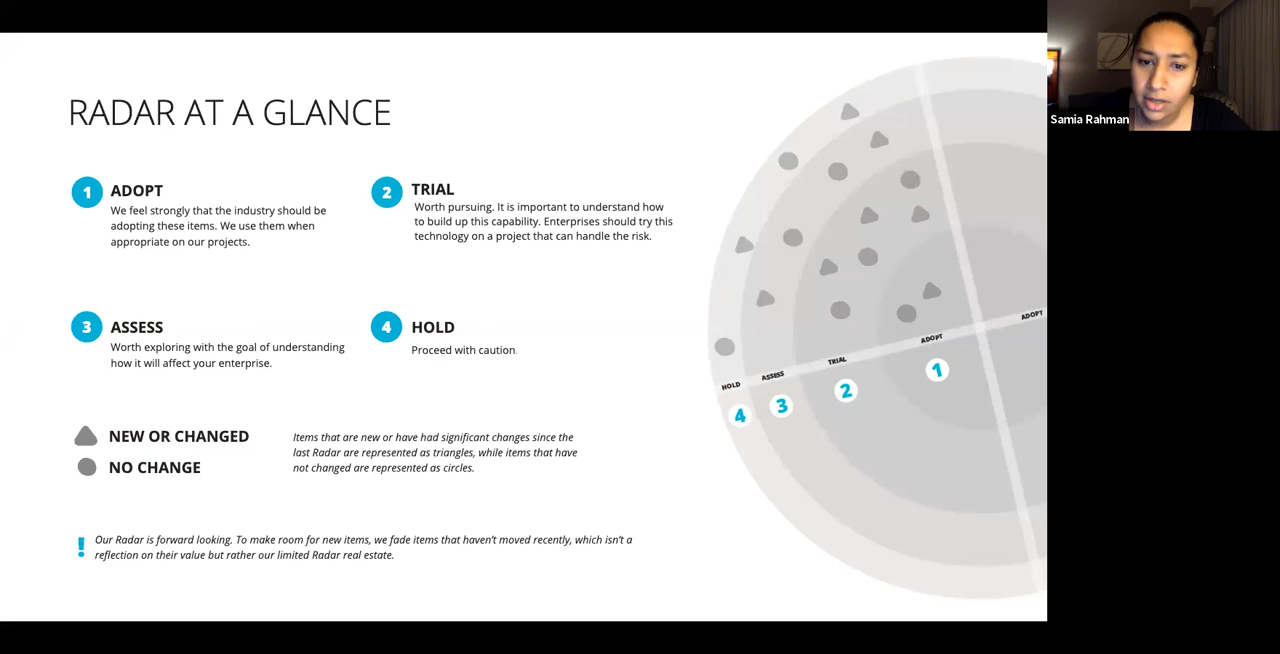 RADAR AT A GLANCE
1 ADOPT
We feel strongly that the industry should be
adopting these items. We use them when
appropriate on our projects.
2 TRIAL
Worth pursuing. It is important to understand how
to build up this capability. Enterprises should try this
technology on a project that can handle the risk.
3 ASSESS
Worth exploring with the goal of understanding
how it will affect your enterprise.
4 HOLD
Proceed with caution.
NEW OR CHANGED
NO CHANGE
Items that are new or have had significant changes since the
last Radar are represented as triangles, while items that have
not changed are represented as circles.
! Our Radar is forward looking. To make room for new items, we fade items that haven't moved recently, which isn't a
reflection on their value but rather our limited Radar real estate.
HOLD ASSESS TRIAL ADOPT ADOPT
4 3 2 1
Samia Rahman